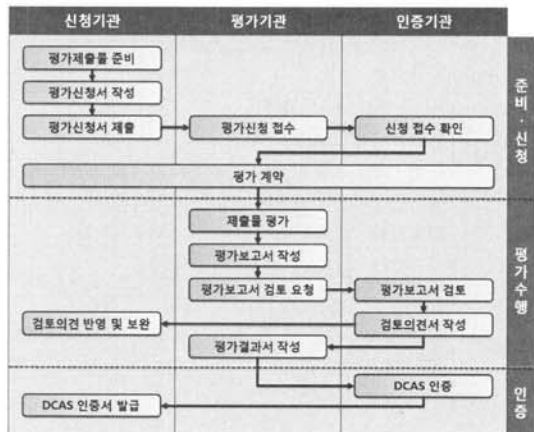 신청기관 평가기관 인증기관
평가제출물 준비
평가신청서 작성
평가신청서 제출 평가신청 접수 신청 접수 확인
평가 계약
준비·신청
제출물 평가
평가보고서 작성
평가보고서 검토 요청 평가보고서 검토
검토의견 반영 및 보완 검토의견서 작성
평가결과서 작성
평가수행
DCAS 인증
DCAS 인증서 발급
인증